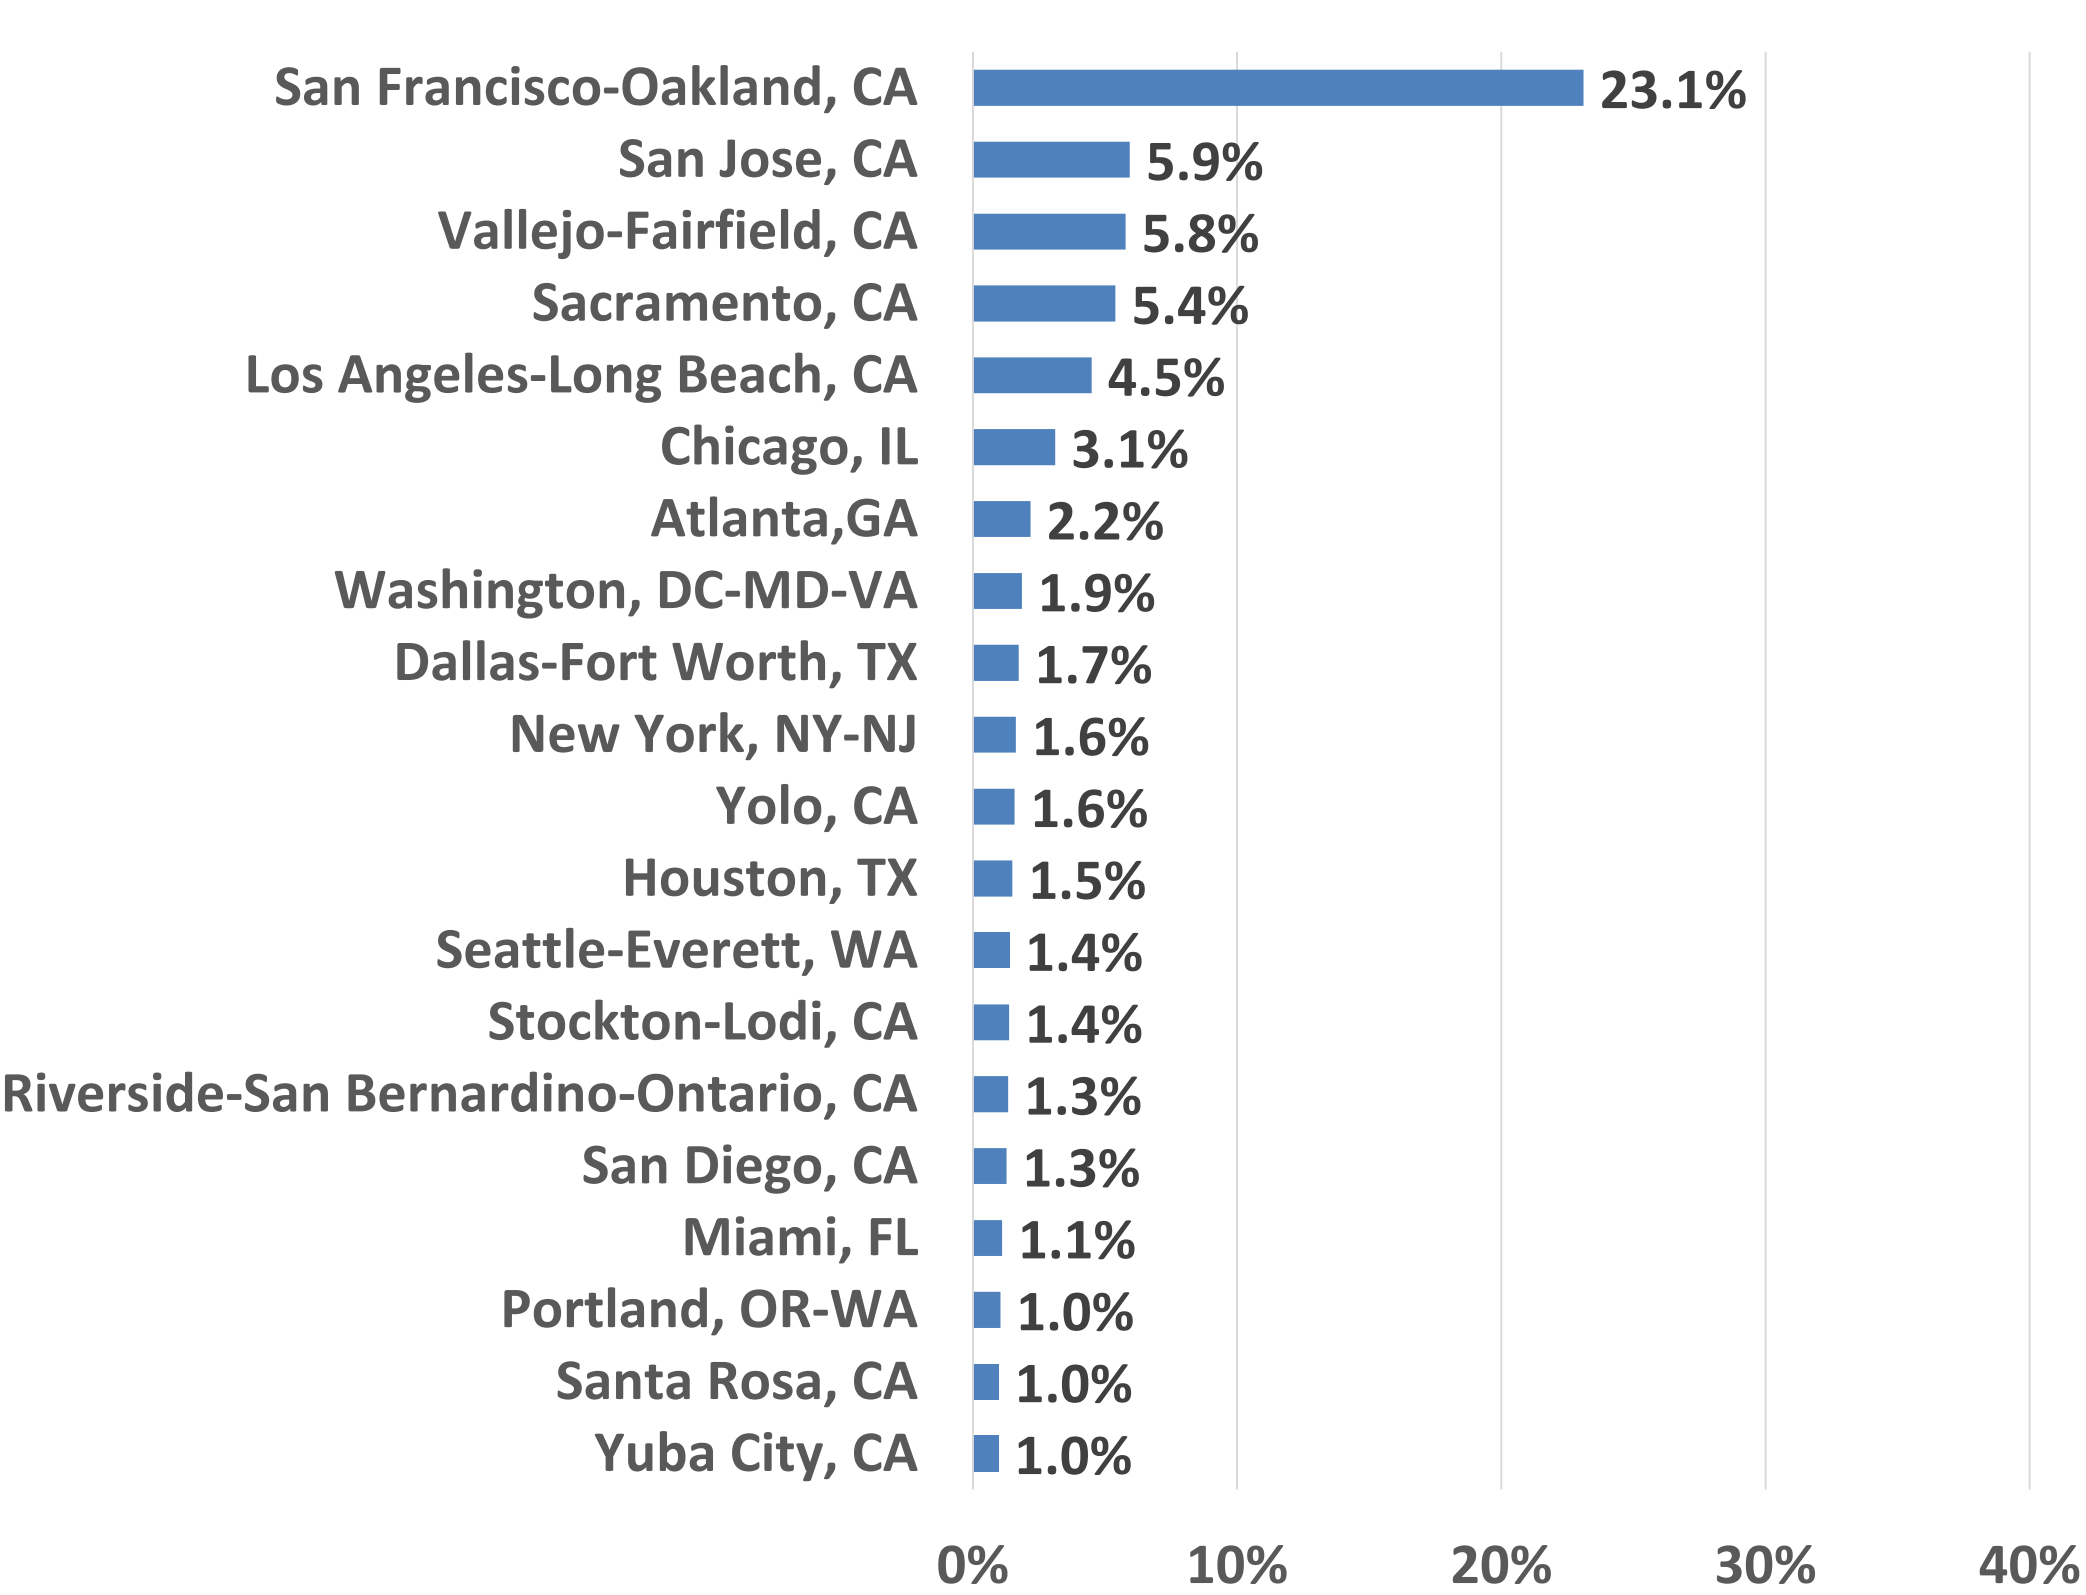 San Francisco-Oakland, CA 23.1%
San Jose, CA 5.9%
Vallejo-Fairfield, CA 5.8%
Sacramento, CA 5.4%
Los Angeles-Long Beach, CA 4.5%
Chicago, IL 3.1%
Atlanta,GA 2.2%
Washington, DC-MD-VA 1.9%
Dallas-Fort Worth, TX 1.7%
New York, NY-NJ 1.6%
Yolo, CA 1.6%
Houston, TX 1.5%
Seattle-Everett, WA 1.4%
Stockton-Lodi, CA 1.4%
Riverside-San Bernardino-Ontario, CA 1.3%
San Diego, CA 1.3%
Miami, FL 1.1%
Portland, OR-WA 1.0%
Santa Rosa, CA 1.0%
Yuba City, CA 1.0%
0% 10% 20% 30% 40%